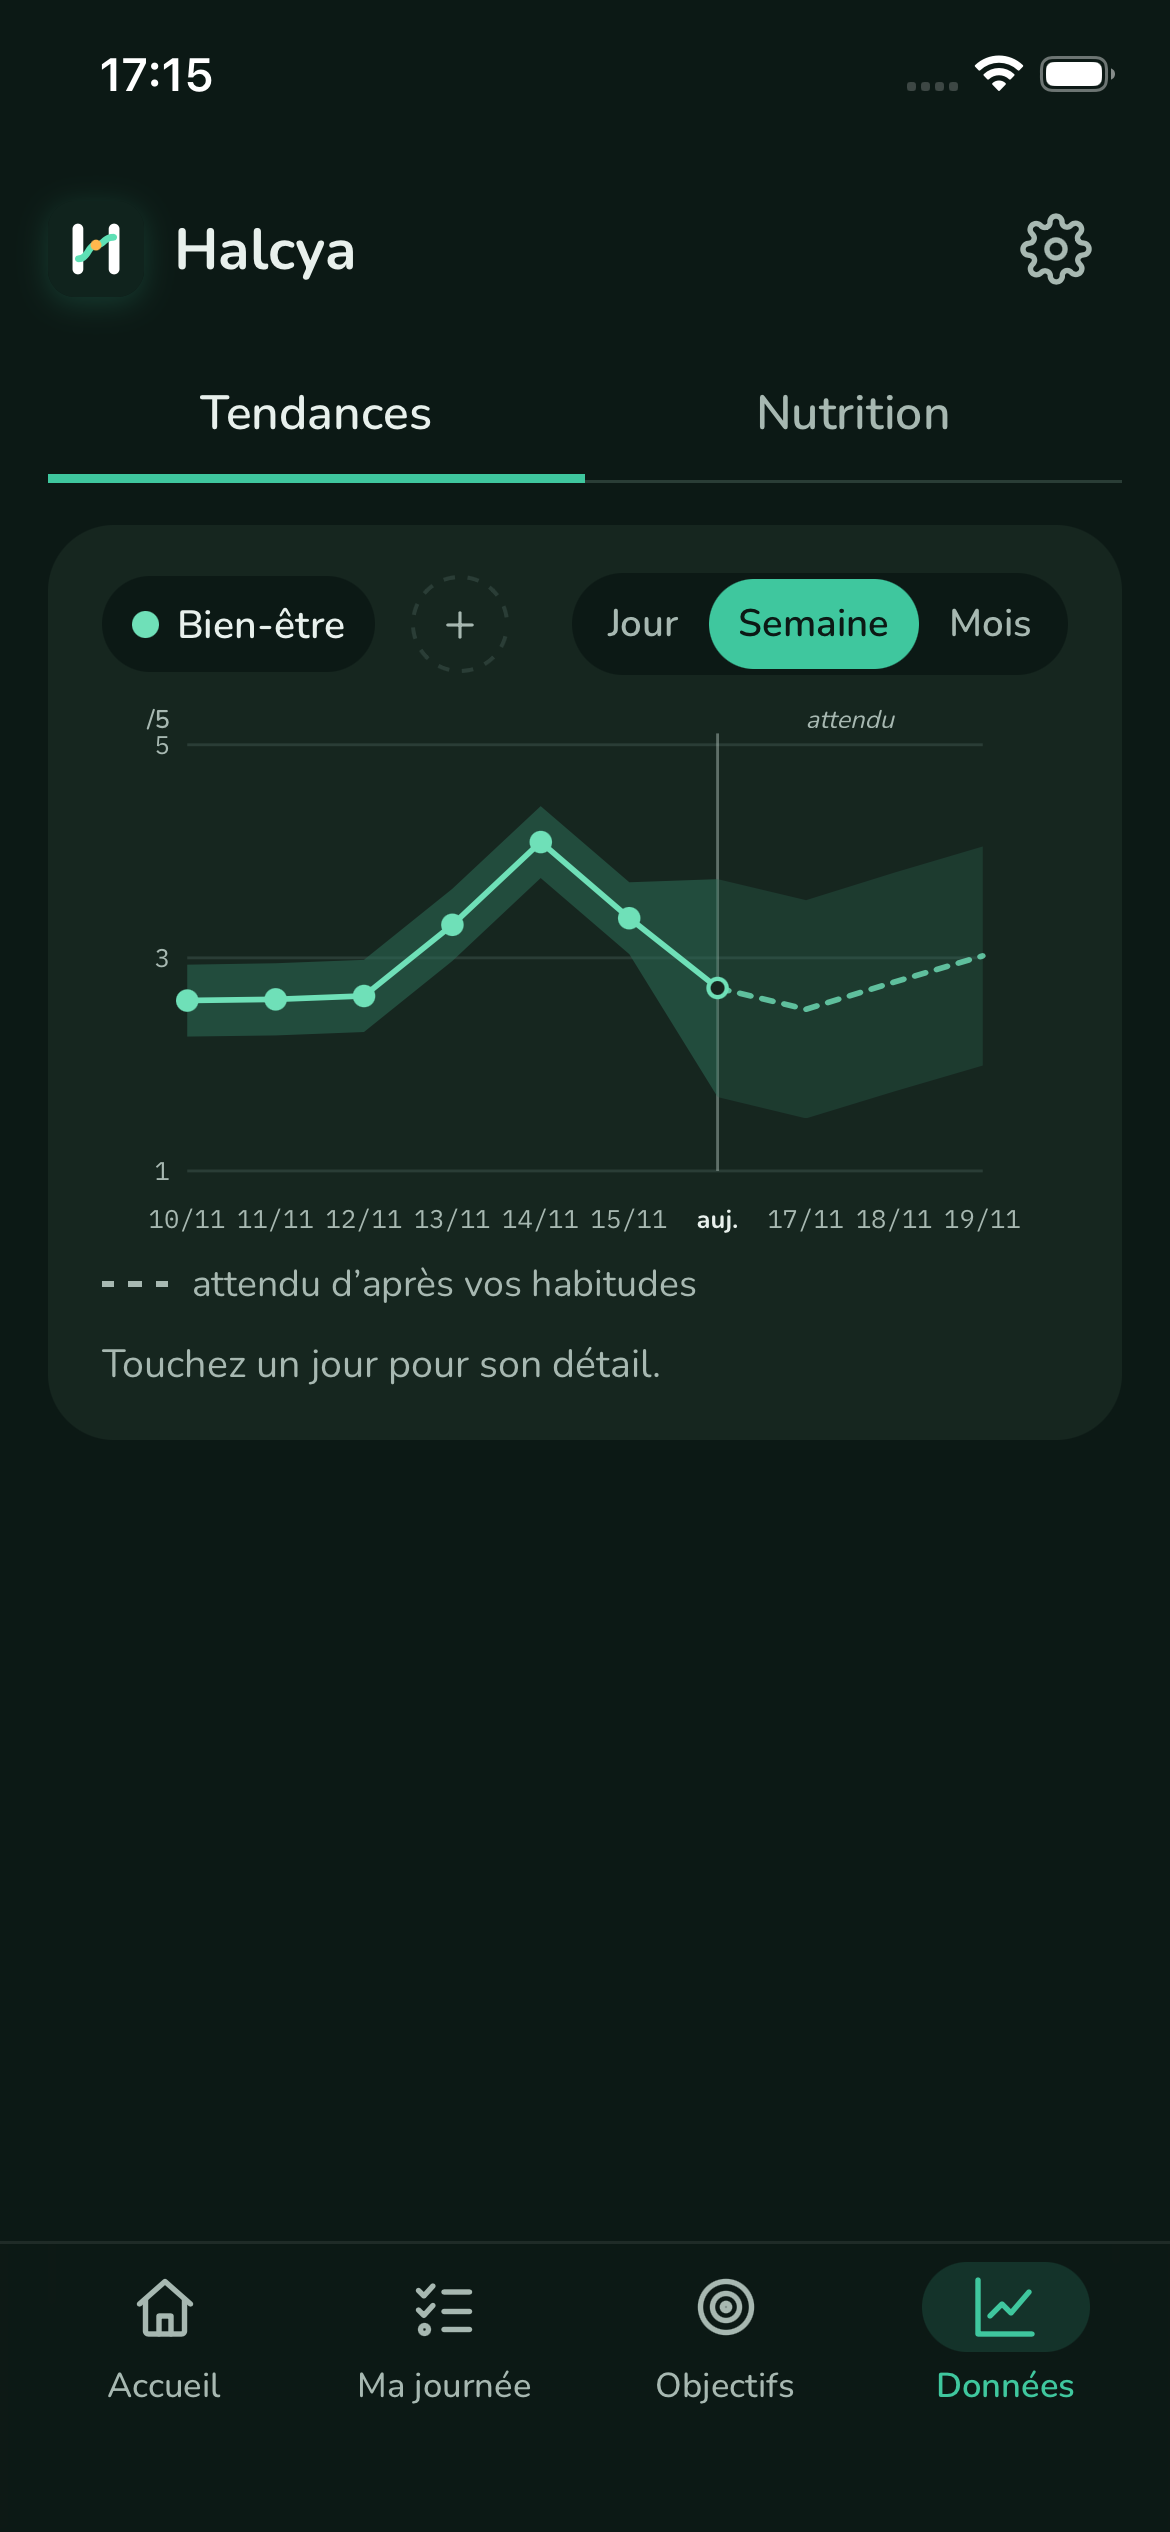 17:15
Halcya
Tendances Nutrition
Bien-être + Jour Semaine Mois
/5 attendu
5
3
1
10/11 11/11 12/11 13/11 14/11 15/11 auj. 17/11 18/11 19/11
attendu d’après vos habitudes
Touchez un jour pour son détail.
Accueil Ma journée Objectifs Données